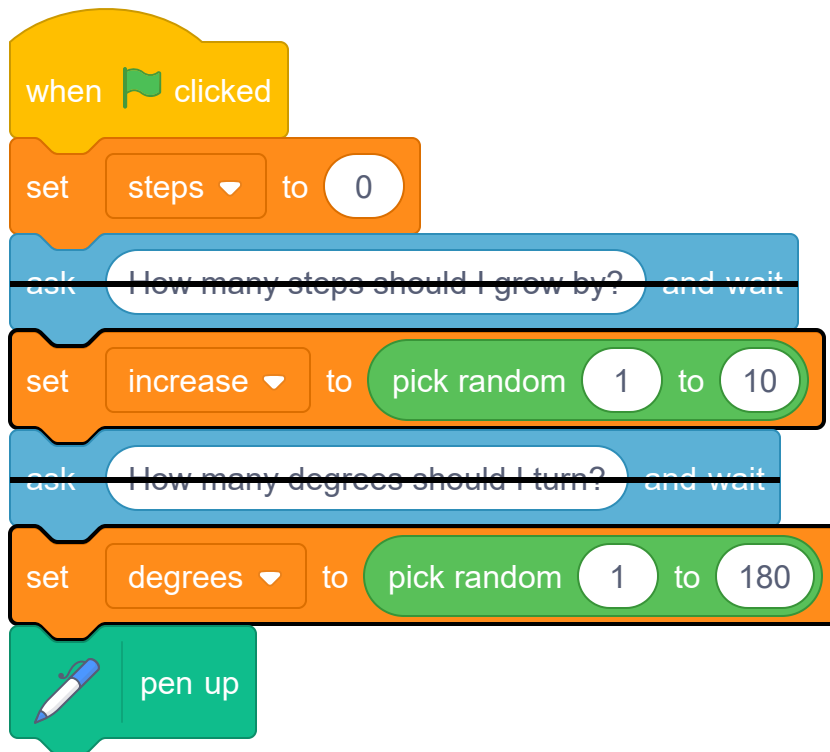 when clicked
set steps to 0
ask How many steps should I grow by? and wait
set increase to pick random 1 to 10
ask How many degrees should I turn? and wait
set degrees to pick random 1 to 180
pen up